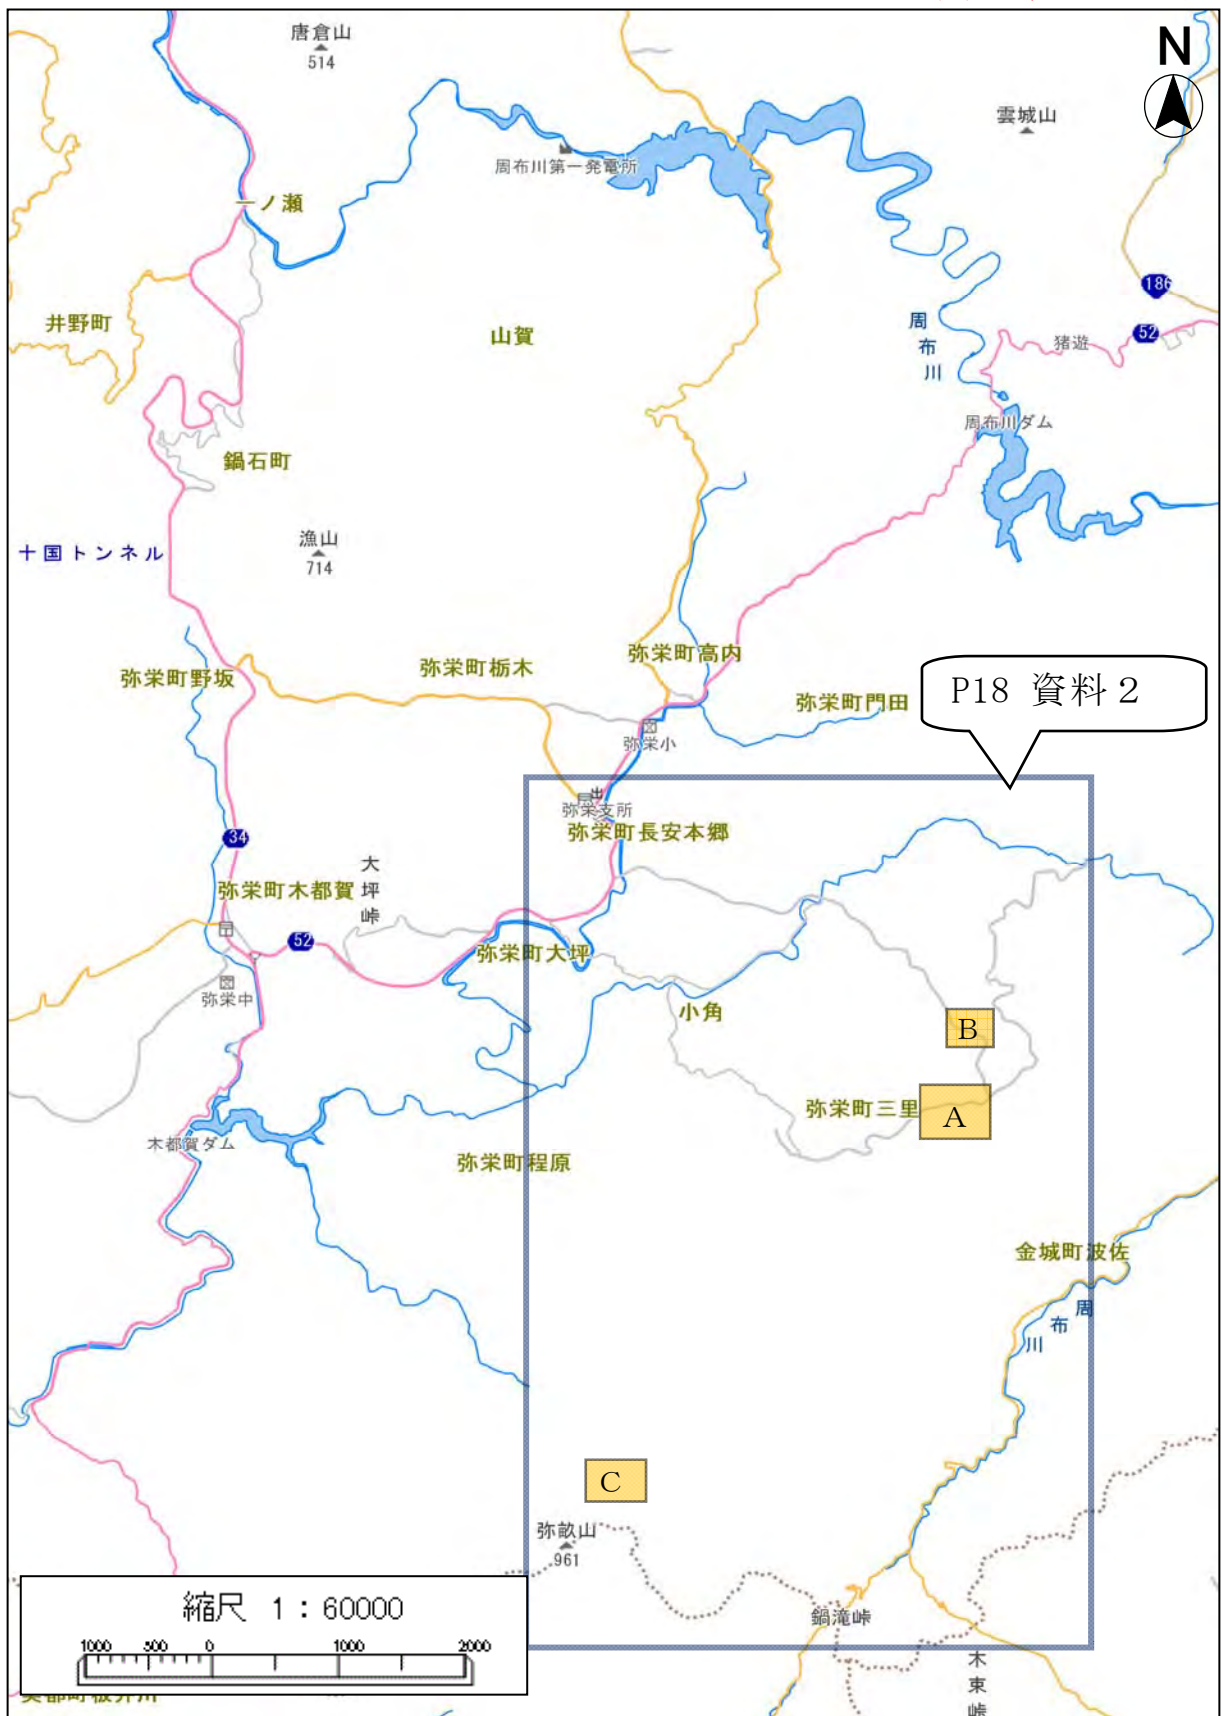 唐倉山
514
N
雲城山
周布川第一発電所
一ノ瀬
186
井野町
山賀
周布川
52
猪遊
周布川ダム
鍋石町
十国トンネル
漁山
714
弥栄町高内
弥栄町栃木
弥栄町野坂
P18 資料2
弥栄町門田
弥栄小
出
弥栄支所
弥栄町長安本郷
34
大坪峠
弥栄町木都賀
52
弥栄町大坪
弥栄中
小角
B
弥栄町三里
A
木都賀ダム
弥栄町程原
金城町波佐
周布川
C
弥畝山
961
縮尺 1:60000
鍋滝峠
1000 500 0 1000 2000
木束峠